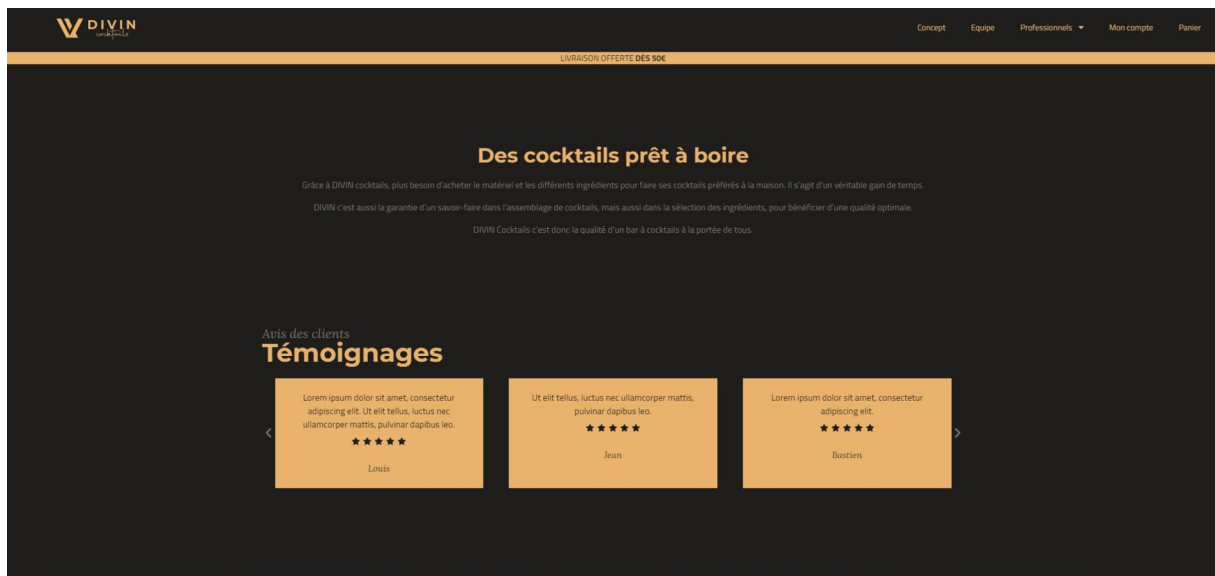 DIVIN
cocktails
Concept Equipe Professionnels Mon compte Panier
LIVRAISON OFFERTE DÈS 50€
Des cocktails prêt à boire
Grâce à DIVIN cocktails, plus besoin d'acheter le matériel et les différents ingrédients pour faire ses cocktails préférés à la maison. Il s'agit d'un véritable gain de temps.
DIVIN c'est aussi la garantie d'un savoir-faire dans l'assemblage de cocktails, mais aussi dans la sélection des ingrédients, pour bénéficier d'une qualité optimale.
DIVIN Cocktails c'est donc la qualité d'un bar à cocktails à la portée de tous.
Avis des clients
Témoignages
Lorem ipsum dolor sit amet, consectetur
adipiscing elit. Ut elit tellus, luctus nec
ullamcorper mattis, pulvinar dapibus leo.
Louis
Ut elit tellus, luctus nec ullamcorper mattis,
pulvinar dapibus leo.
Jean
Lorem ipsum dolor sit amet, consectetur
adipiscing elit.
Bastien